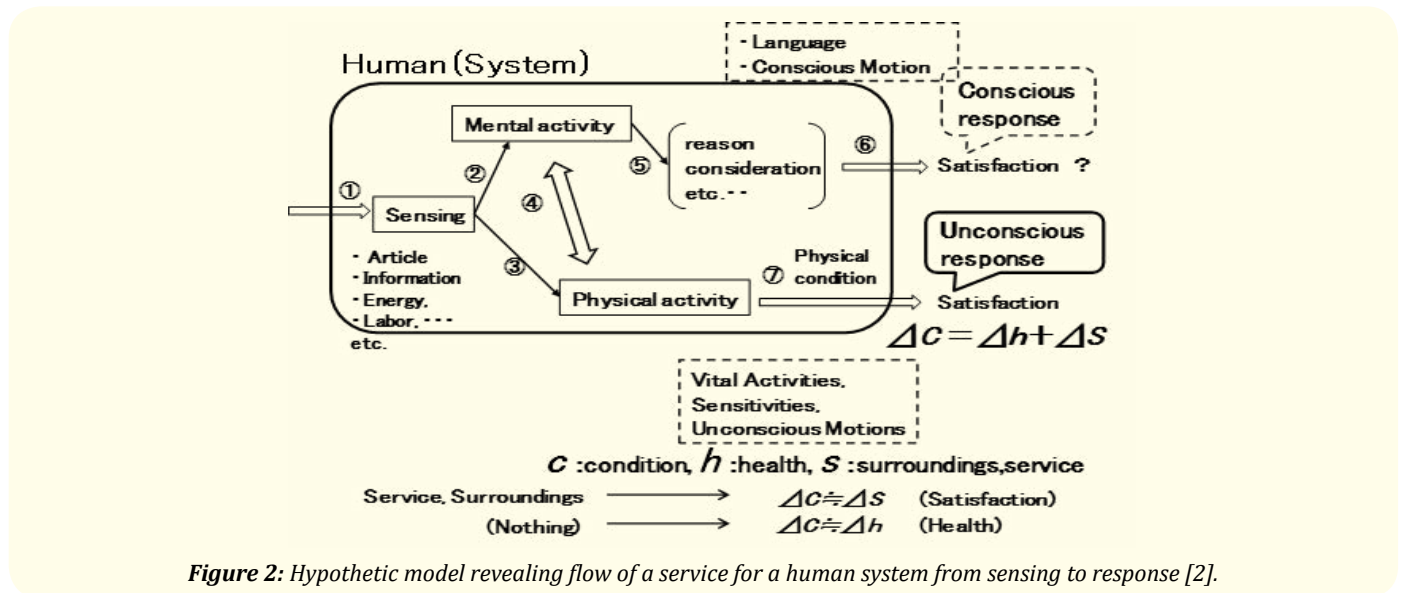 ・Language
・Conscious Motion
Human (System)
Conscious
response
Mental activity
⑥
reason
consideration
etc.・・
②
⑤
Satisfaction ?
①
④
Sensing
Unconscious
response
・Article
・Information
・Energy,
・Labor, ・・・
etc.
③
Physical
condition
⑦
Physical activity
Satisfaction
⊿C=⊿h+⊿S
Vital Activities,
Sensitivities,
Unconscious Motions
C :condition, h :health, S :surroundings,service
Service, Surroundings ⊿C≒⊿S (Satisfaction)
(Nothing) ⊿C≒⊿h (Health)
Figure 2: Hypothetic model revealing flow of a service for a human system from sensing to response [2].